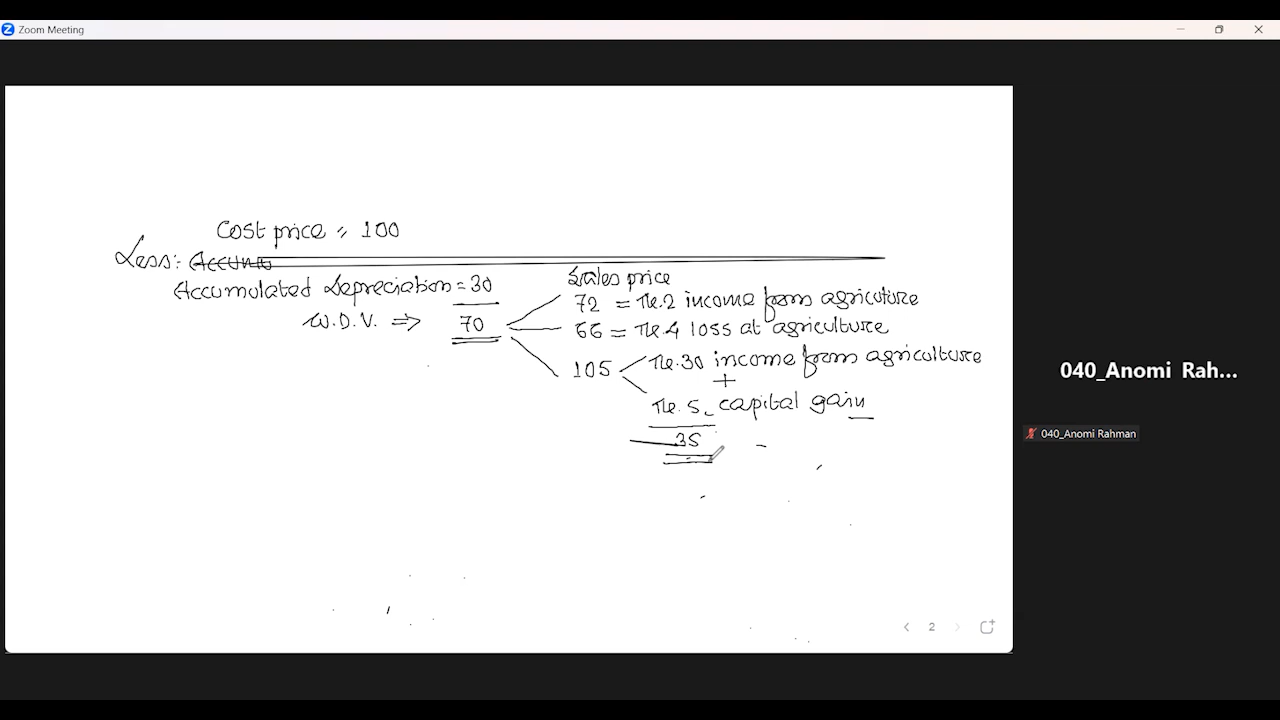 Zoom Meeting
Cost price = 100
Less:
Accumulated Depreciation = 30
W.D.V. ⇒ 70
Sales price
72 = TK.2 income from agricuture
66 = TK.4 loss at agriculture
105 TK.30 income from agriculture
+
TK.5 capital gain
35
040_Anomi Rah...
040_Anomi Rahman
2